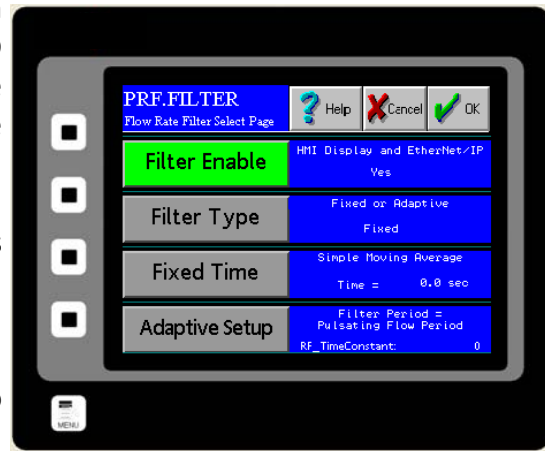 PRF.FILTER
Flow Rate Filter Select Page
Help
Cancel
OK
Filter Enable
HMI Display and EtherNet/IP
Yes
Filter Type
Fixed or Adaptive
Fixed
Fixed Time
Simple Moving Average
Time = 0.0 sec
Adaptive Setup
Filter Period =
Pulsating Flow Period
RF_TimeConstant: 0
MENU